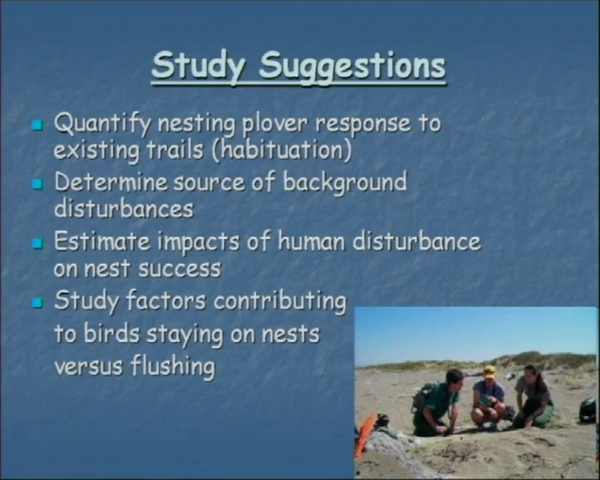 Study Suggestions
Quantify nesting plover response to
existing trails (habituation)
Determine source of background
disturbances
Estimate impacts of human disturbance
on nest success
Study factors contributing
to birds staying on nests
versus flushing